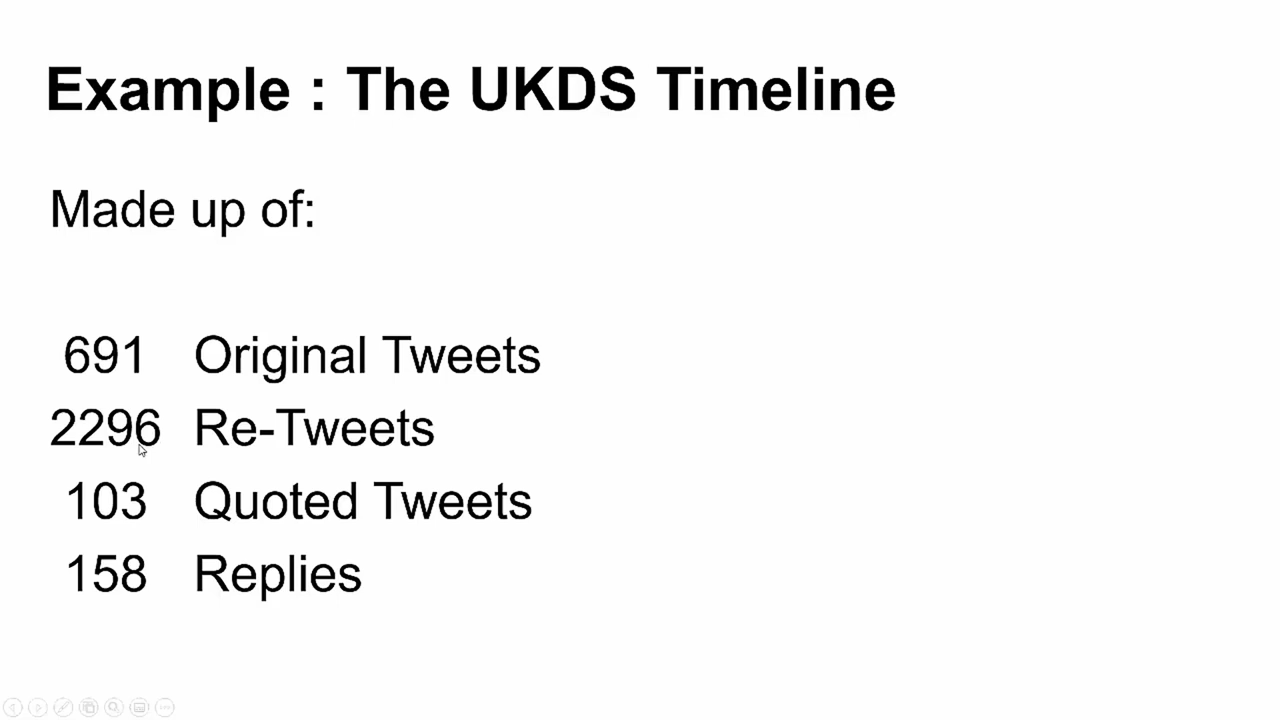 Example : The UKDS Timeline
Made up of:
691 Original Tweets
2296 Re-Tweets
103 Quoted Tweets
158 Replies